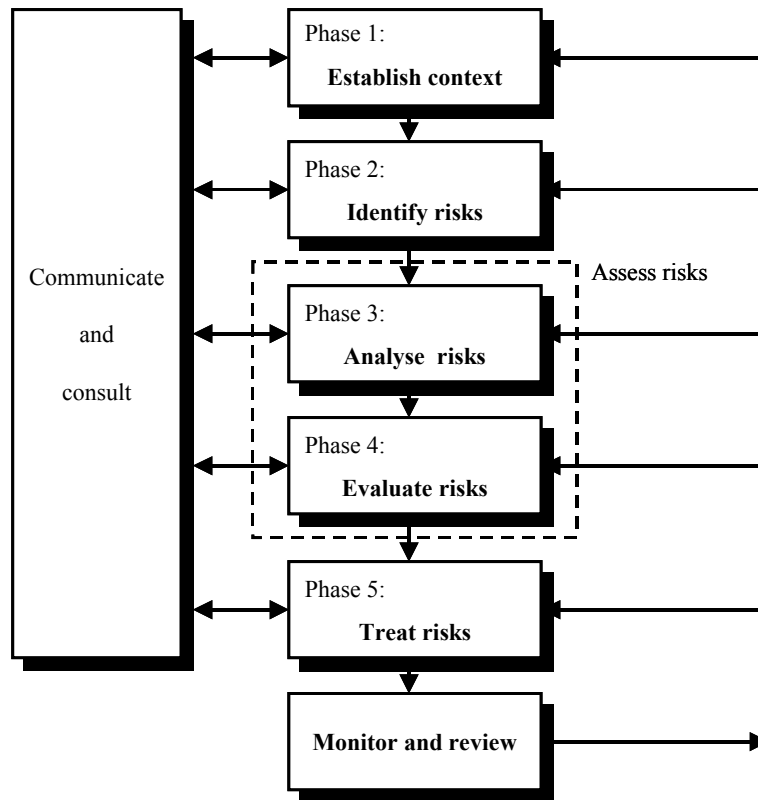 Communicate
and
consult
Phase 1:
Establish context
Phase 2:
Identify risks
Assess risks
Phase 3:
Analyse  risks
Phase 4:
Evaluate risks
Phase 5:
Treat risks
Monitor and review